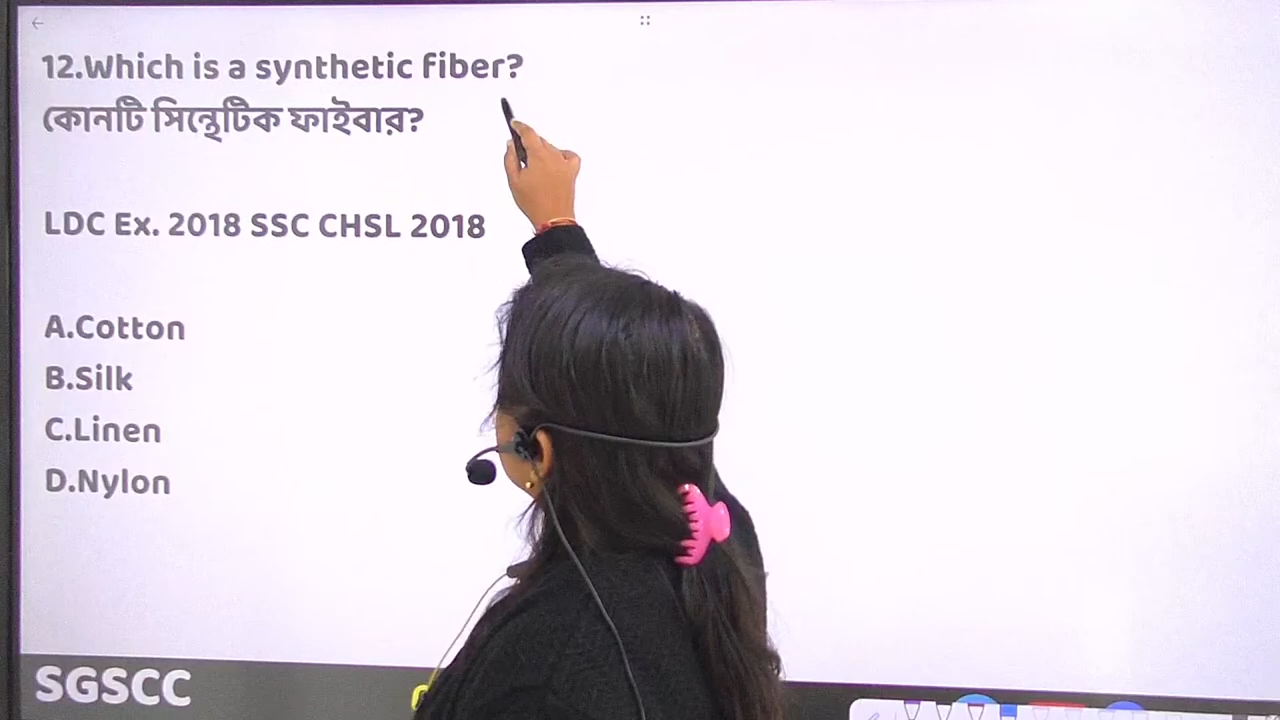 12.Which is a synthetic fiber?
কোনটি সিন্থেটিক ফাইবার?
LDC Ex. 2018 SSC CHSL 2018
A.Cotton
B.Silk
C.Linen
D.Nylon
SGSCC